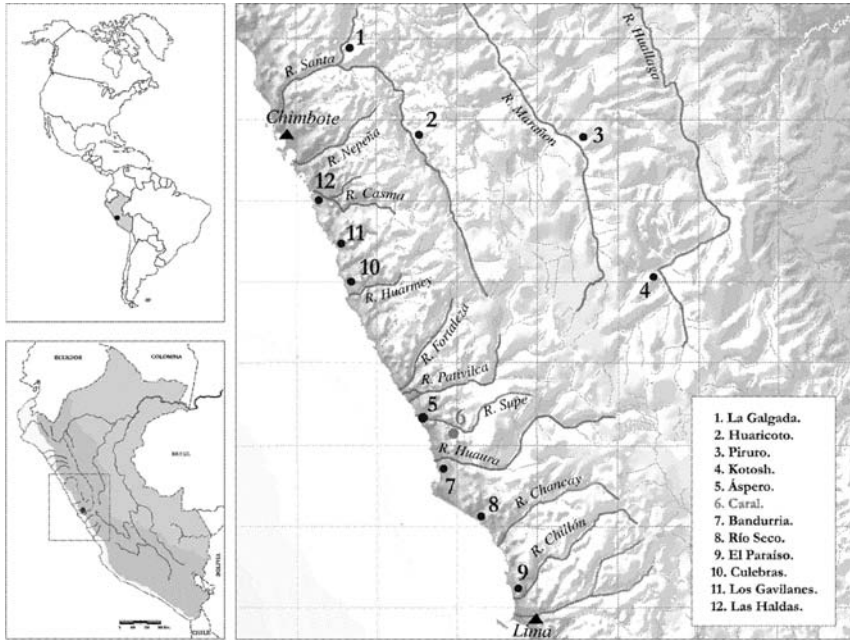 1
R. Santa
R. Huallaga
Chimbote
2
R. Marañon
3
R. Nepeña
12
R. Casma
11
10
R. Huarmey
4
R. Fortaleza
R. Pativilca
5
6
R. Supe
R. Huaura
7
8
R. Chancay
R. Chillón
9
Lima
ECUADOR
COLOMBIA
BRASIL
BOLIVIA
CHILE
1. La Galgada.
2. Huaricoto.
3. Piruro.
4. Kotosh.
5. Áspero.
6. Caral.
7. Bandurria.
8. Río Seco.
9. El Paraíso.
10. Culebras.
11. Los Gavilanes.
12. Las Haldas.